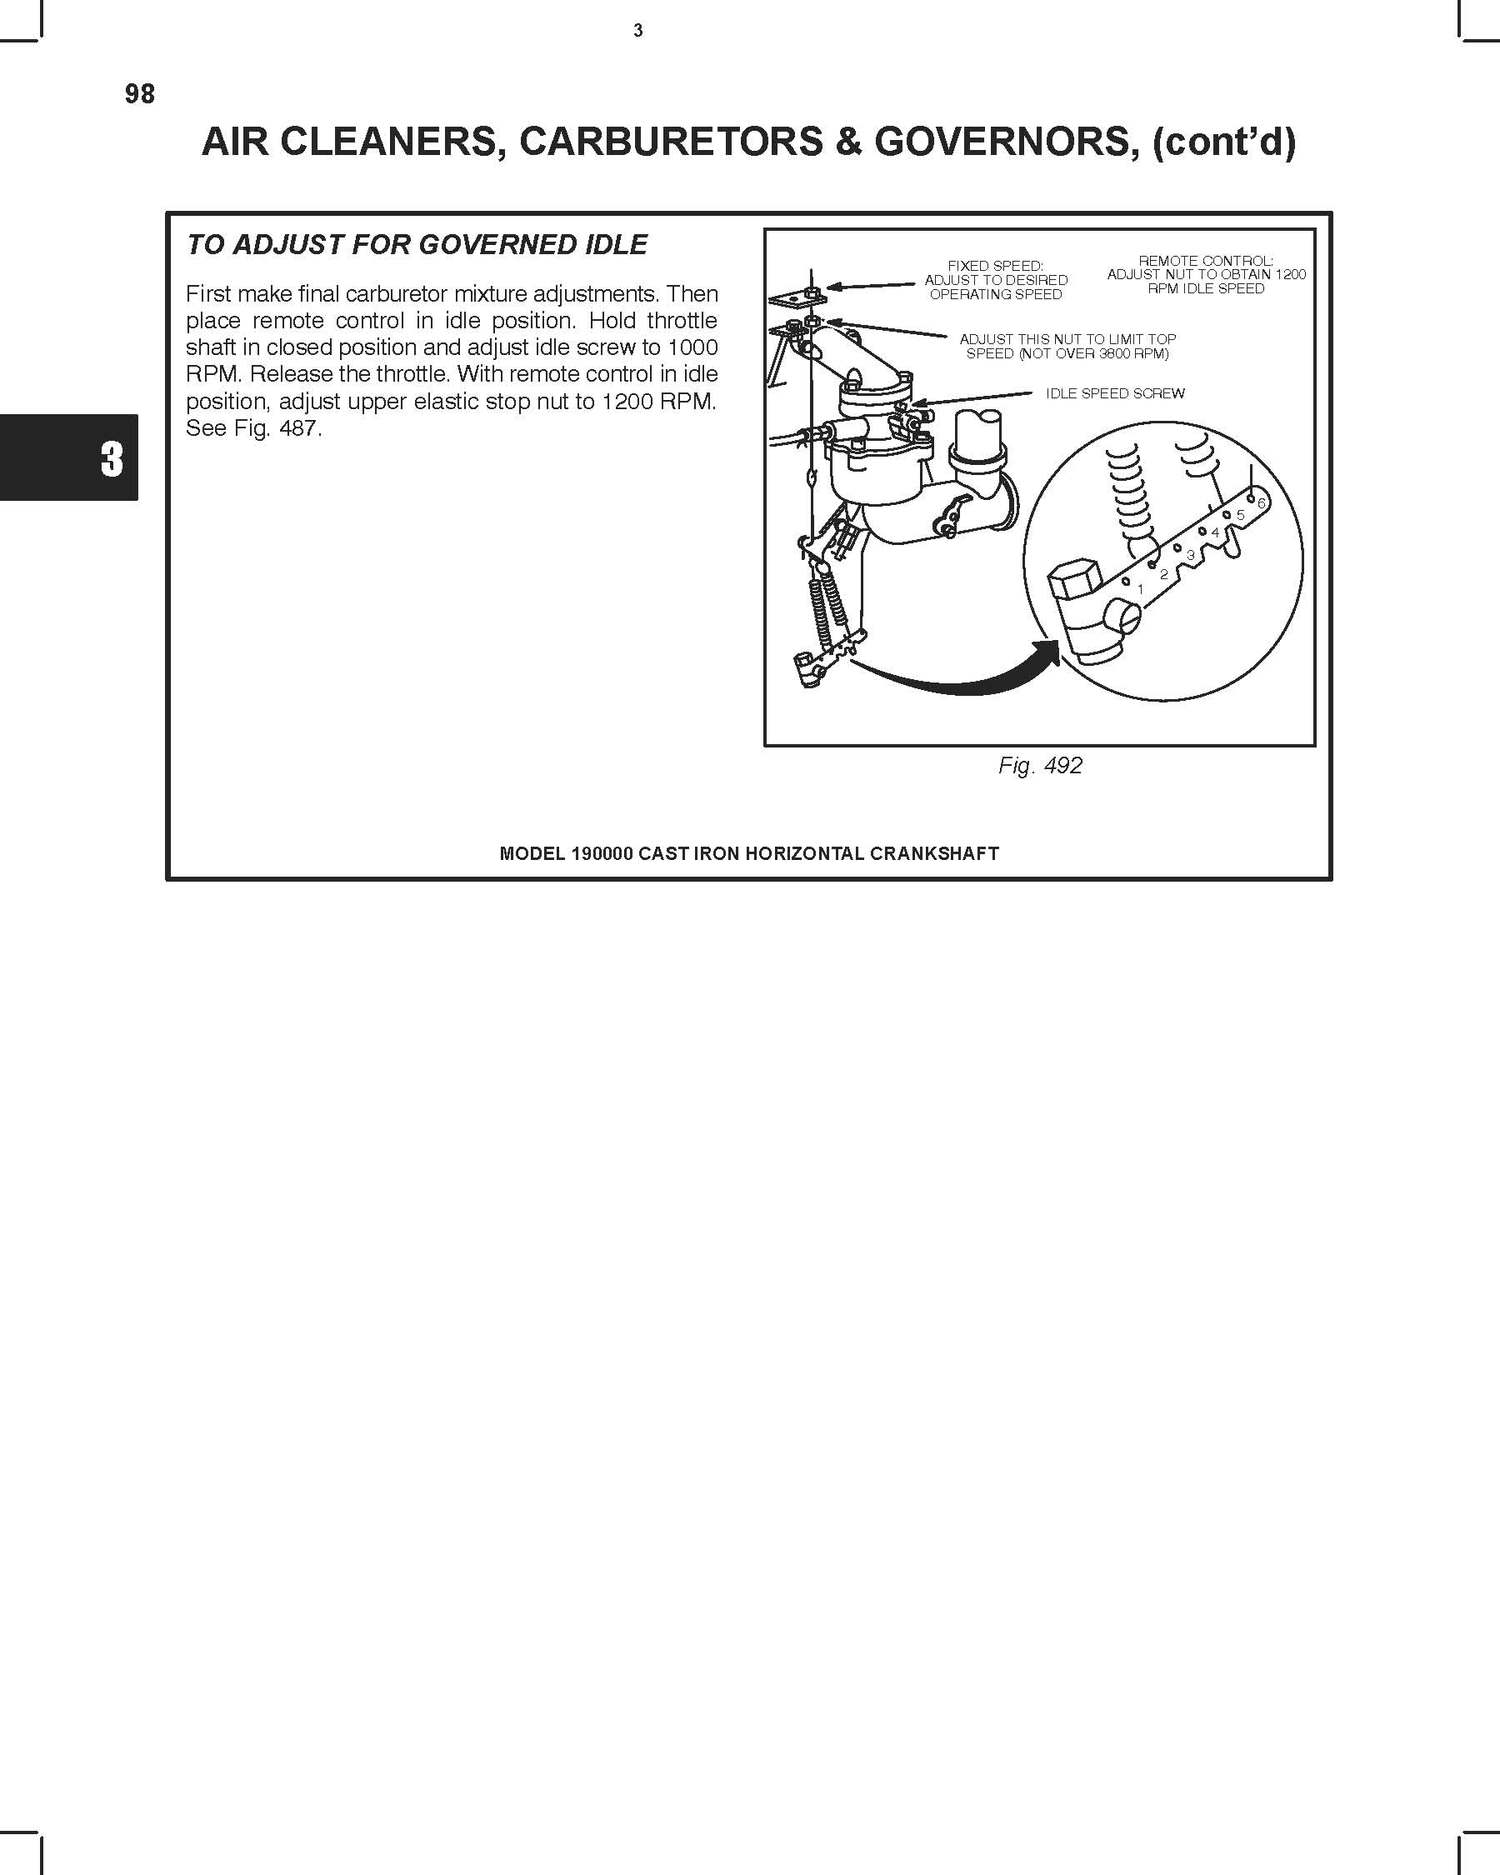 3
98
AIR CLEANERS, CARBURETORS & GOVERNORS, (cont’d)
TO ADJUST FOR GOVERNED IDLE
First make final carburetor mixture adjustments. Then
place remote control in idle position. Hold throttle
shaft in closed position and adjust idle screw to 1000
RPM. Release the throttle. With remote control in idle
position, adjust upper elastic stop nut to 1200 RPM.
See Fig. 487.
3
FIXED SPEED:
ADJUST TO DESIRED
OPERATING SPEED
REMOTE CONTROL:
ADJUST NUT TO OBTAIN 1200
RPM IDLE SPEED
ADJUST THIS NUT TO LIMIT TOP
SPEED (NOT OVER 3800 RPM)
IDLE SPEED SCREW
6
5
4
3
2
1
Fig. 492
MODEL 190000 CAST IRON HORIZONTAL CRANKSHAFT